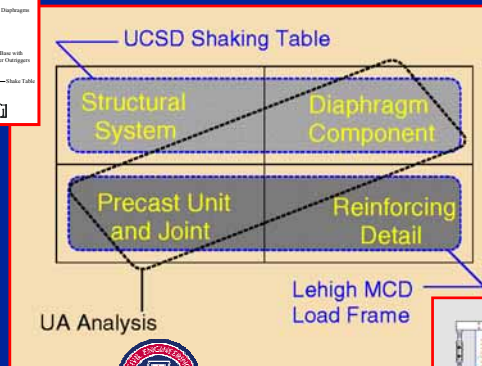 Diaphragms
Base with
Outriggers
Shake Table
UCSD Shaking Table
Structural
System
Diaphragm
Component
Precast Unit
and Joint
Reinforcing
Detail
Lehigh MCD
Load Frame
UA Analysis